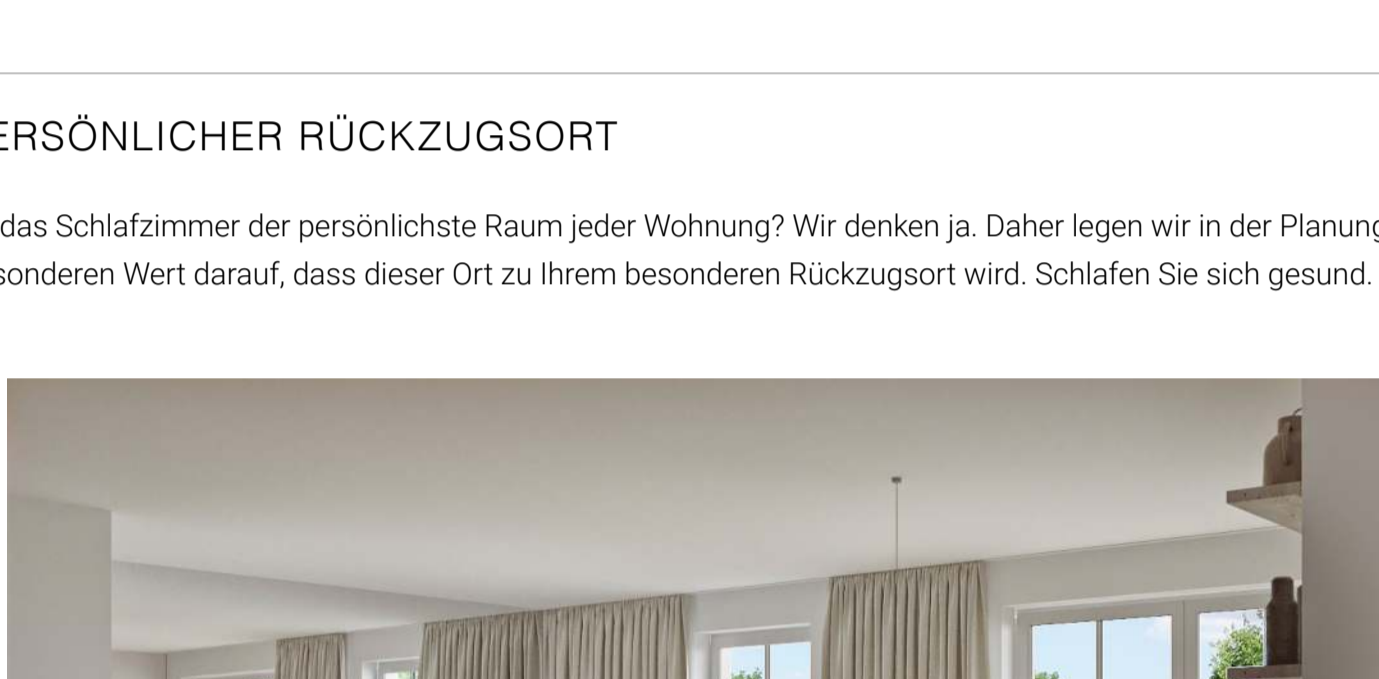 ERSÖNLICHER RÜCKZUGSORT
das Schlafzimmer der persönlichste Raum jeder Wohnung? Wir denken ja. Daher legen wir in der Planung
sonderen Wert darauf, dass dieser Ort zu Ihrem besonderen Rückzugsort wird. Schlafen Sie sich gesund.